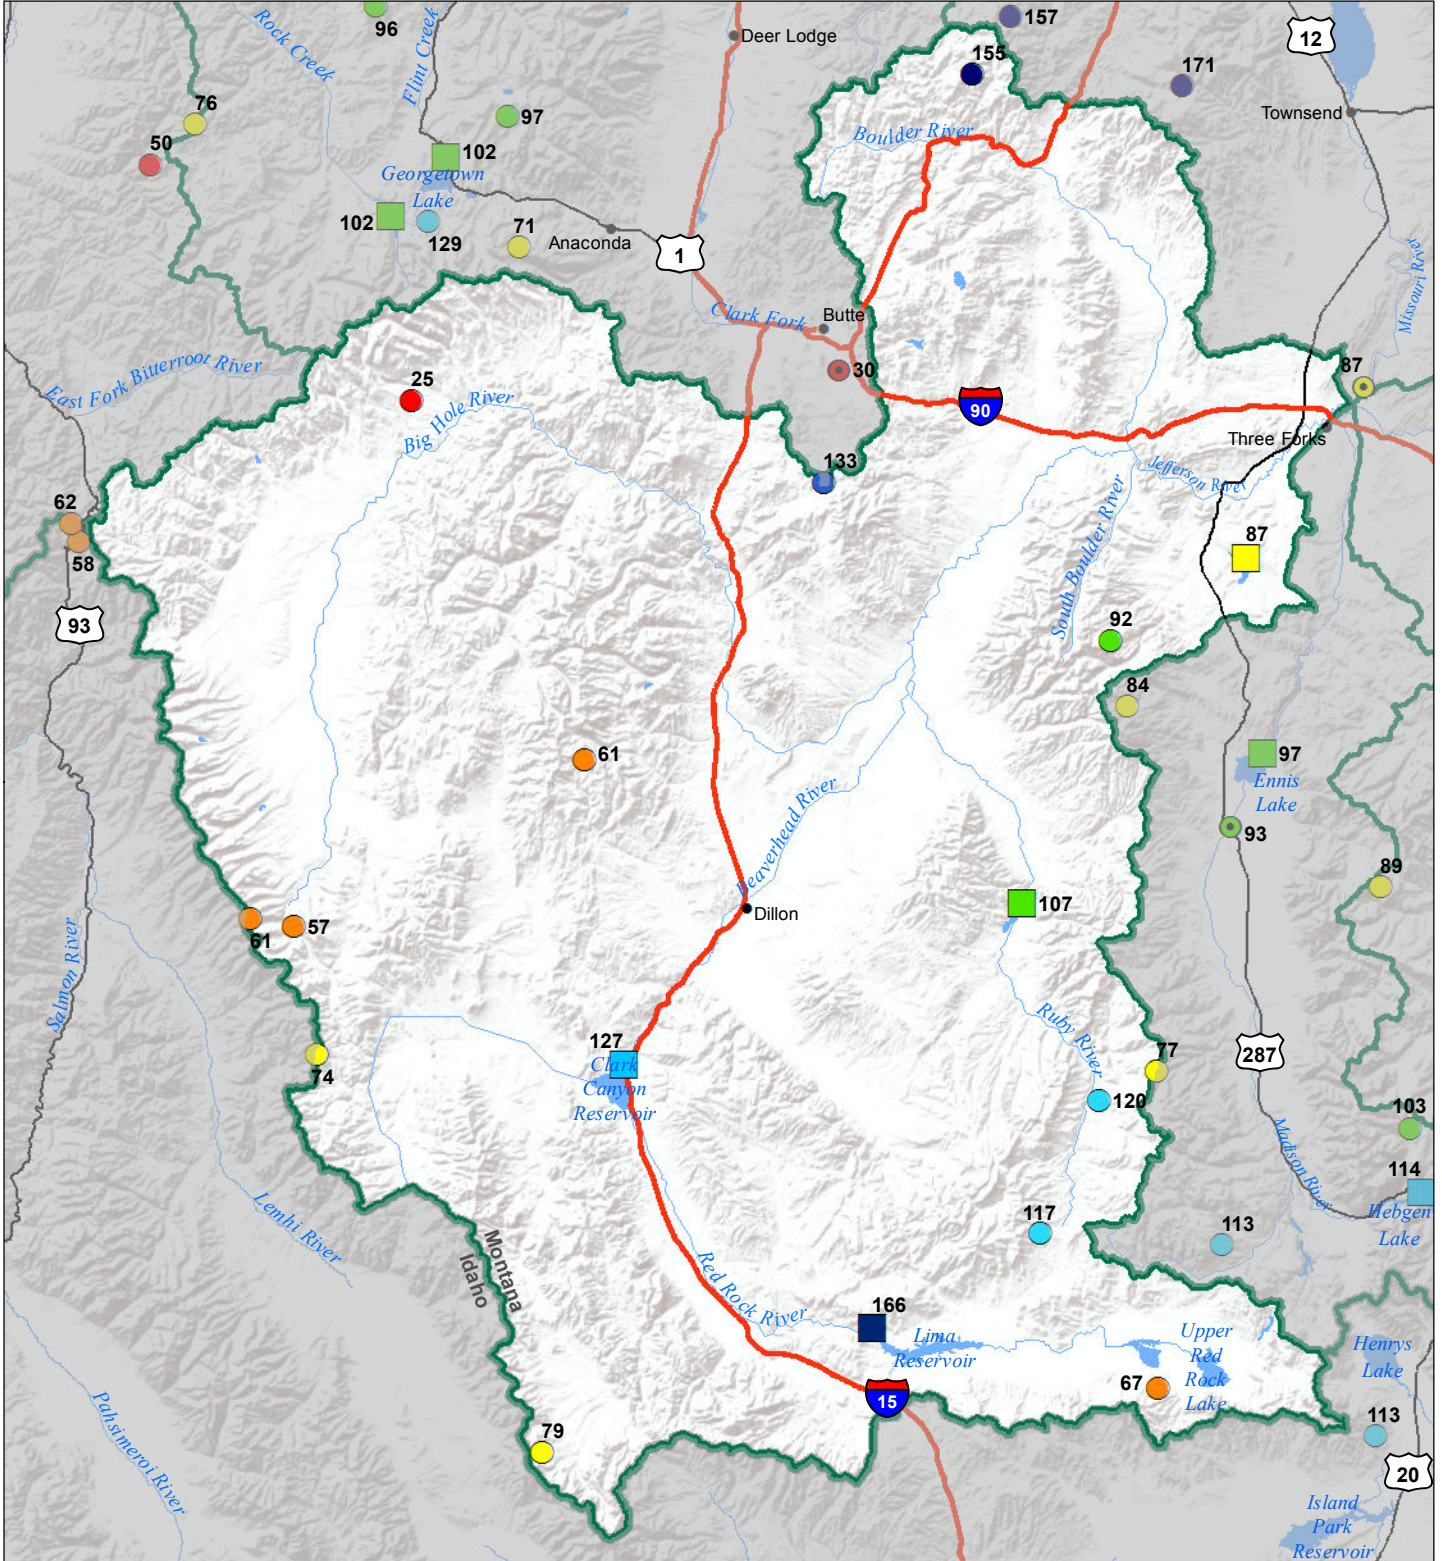 Rock Creek
96
Flint Creek
Deer Lodge
157
12
155
171
Townsend
76
97
50
Boulder River
102
Georgetown
Lake
102
129
71
Anaconda
1
Missouri River
Clark Fork
Butte
East Fork Bitterroot River
25
30
87
Big Hole River
90
Three Forks
133
Jefferson River
62
58
South Boulder River
87
93
92
84
61
97
Ennis
Lake
Beaverhead River
93
89
107
Dillon
61
57
Salmon River
Ruby River
127
Clark
Canyon
Reservoir
74
77
287
120
103
Madison River
114
Hebgen
Lake
Lemhi River
117
113
Montana
Idaho
Red Rock River
166
Lima
Reservoir
Upper
Red
Rock
Lake
Henrys
Lake
67
15
113
Pahsimeroi River
79
20
Island
Park
Reservoir